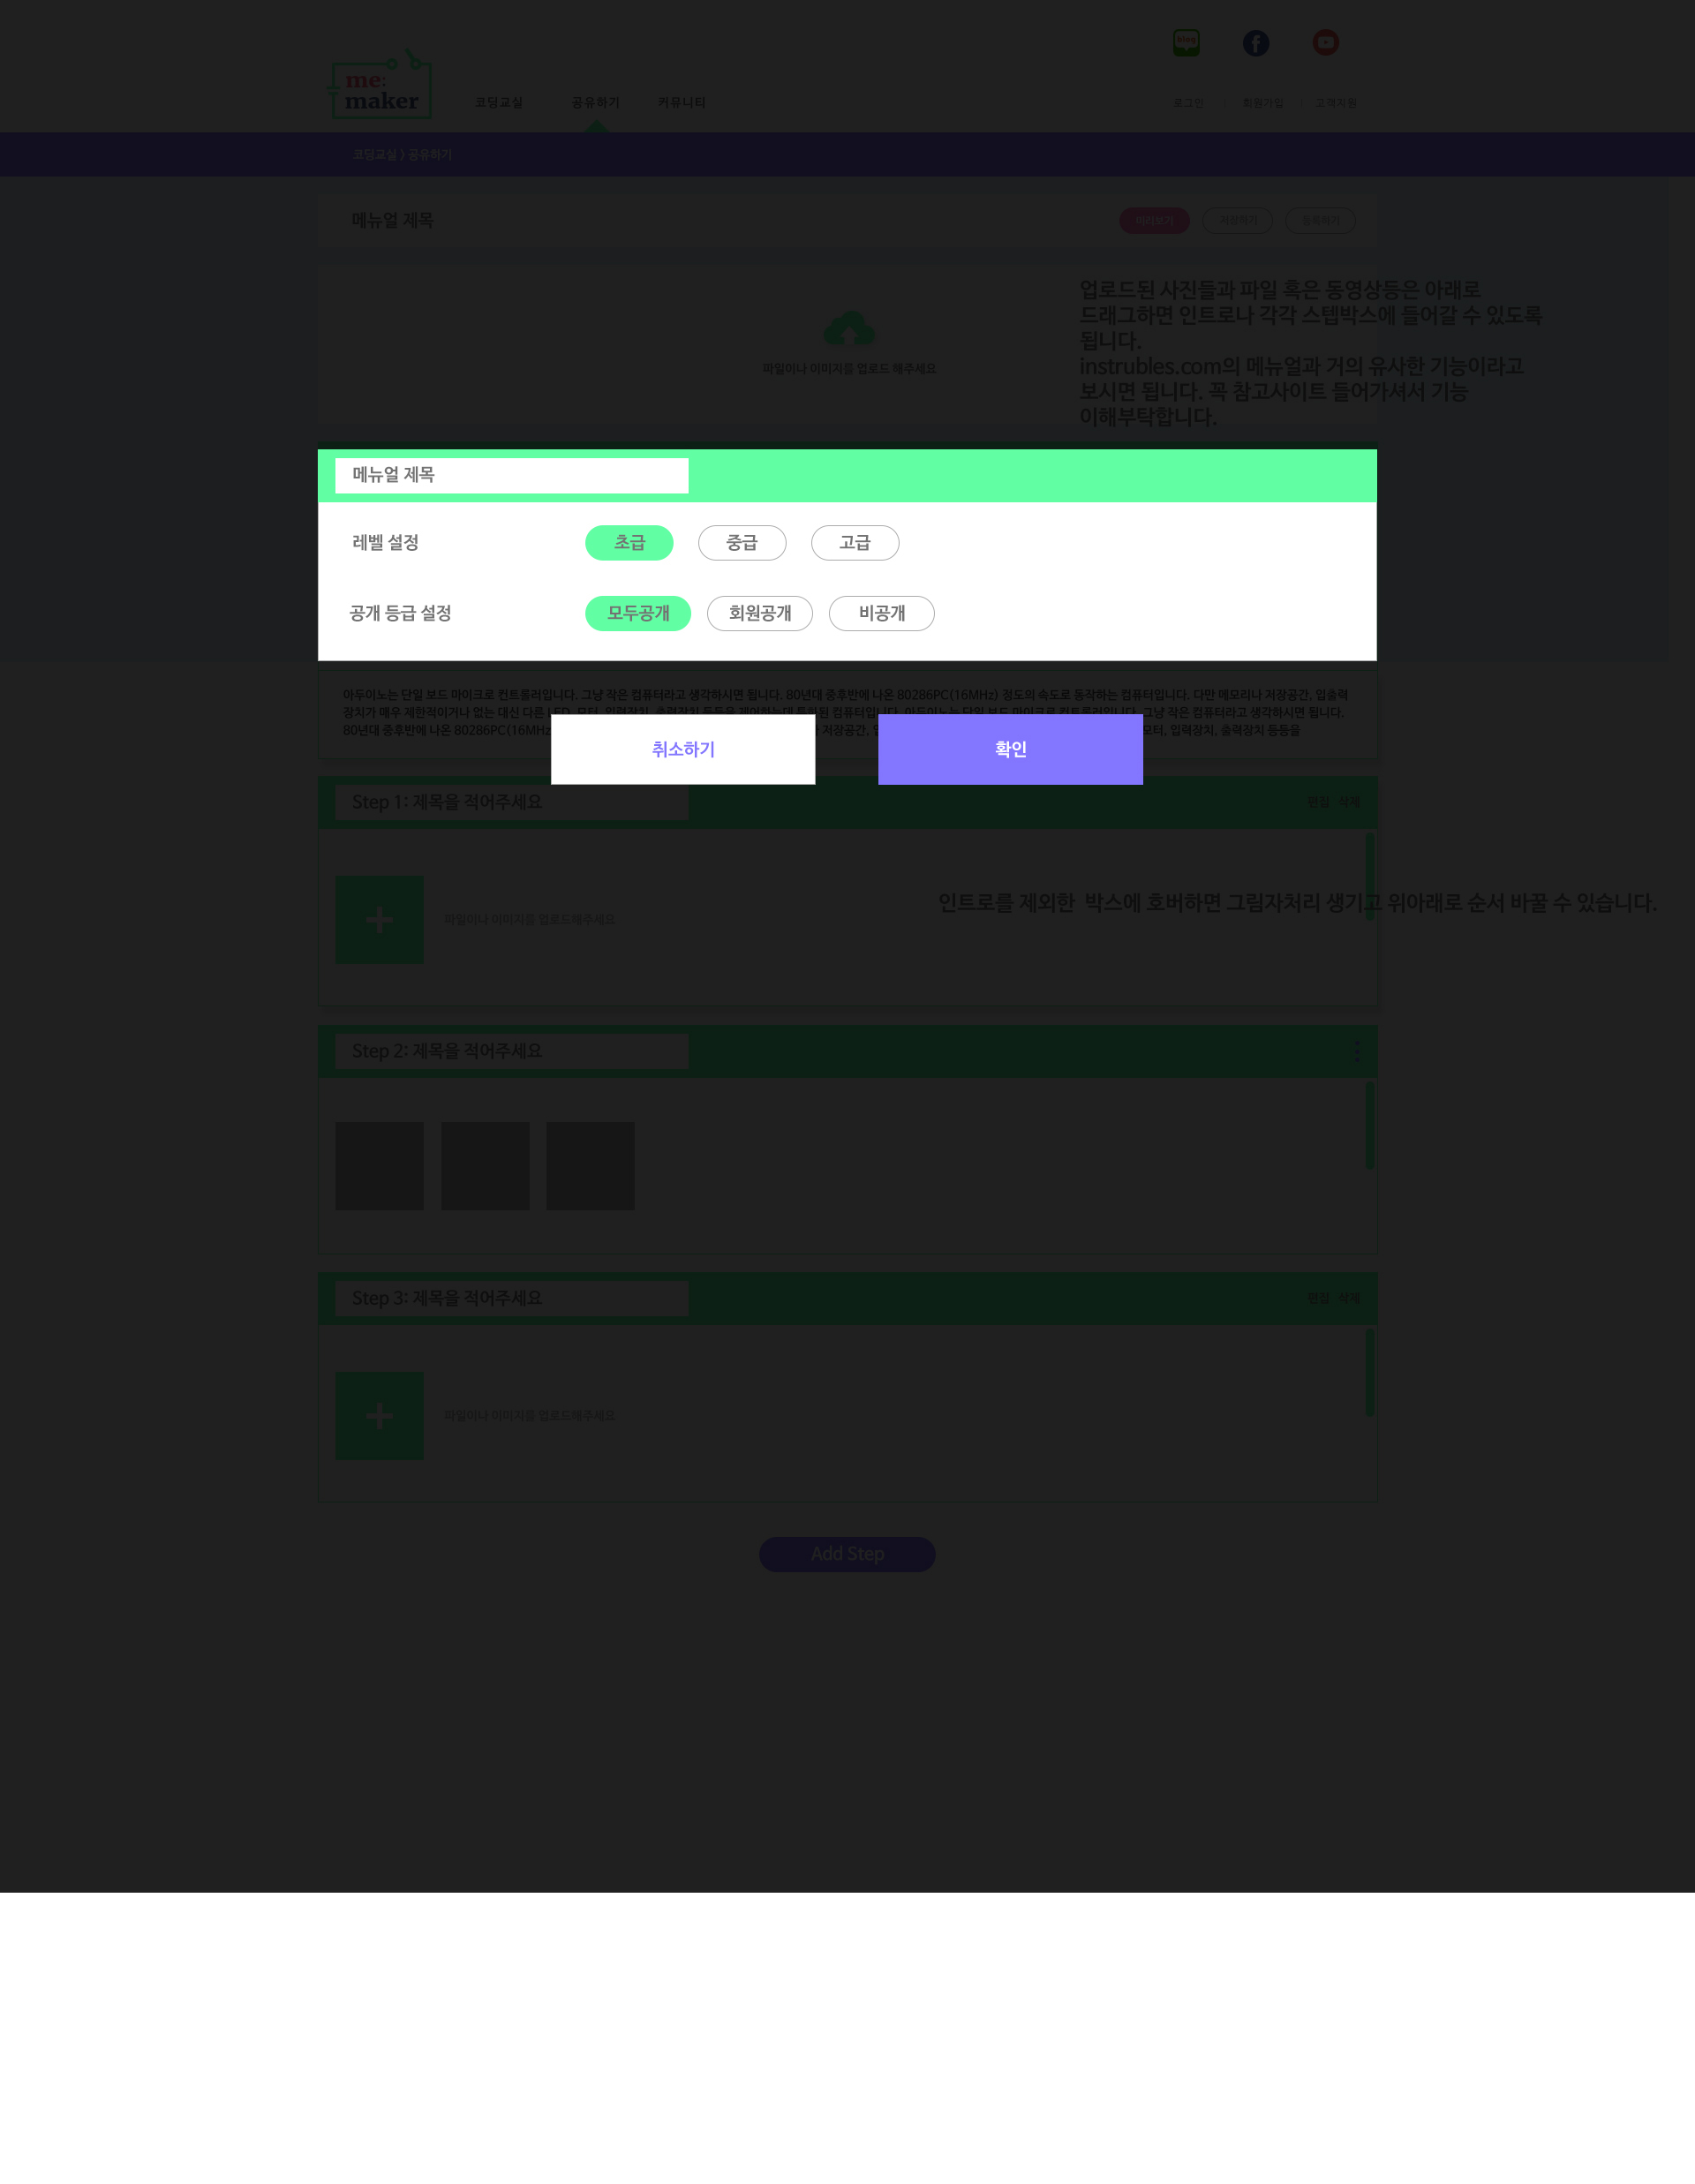 blog
me:
maker
코딩교실 공유하기 커뮤니티
로그인 회원가입 고객지원
코딩교실 > 공유하기
메뉴얼 제목
미리보기 저장하기 등록하기
업로드된 사진들과 파일 혹은 동영상등은 아래로
드래그하면 인트로나 각각 스텝박스에 들어갈 수 있도록
됩니다.
instrubles.com의 메뉴얼과 거의 유사한 기능이라고
보시면 됩니다. 꼭 참고사이트 들어가셔서 기능
이해부탁합니다.
파일이나 이미지를 업로드 해주세요
메뉴얼 제목
레벨 설정 초급 중급 고급
공개 등급 설정 모두공개 회원공개 비공개
아두이노는 단일 보드 마이크로 컨트롤러입니다. 그냥 작은 컴퓨터라고 생각하시면 됩니다. 80년대 중후반에 나온 80286PC(16MHz) 정도의 속도로 동작하는 컴퓨터입니다. 다만 메모리나 저장공간, 입출력
장치가 매우 제한적이거나 없는 대신 다른 LED, 모터, 입력장치, 출력장치 등등을 제어하는데 특화된 컴퓨터입니다. 아두이노는 단일 보드 마이크로 컨트롤러입니다. 그냥 작은 컴퓨터라고 생각하시면 됩니다.
80년대 중후반에 나온 80286PC(16MHz 저장공간, 모터, 입력장치, 출력장치 등등을
취소하기 확인
Step 1: 제목을 적어주세요 편집 삭제
인트로를 제외한 박스에 호버하면 그림자처리 생기고 위아래로 순서 바꿀 수 있습니다.
파일이나 이미지를 업로드해주세요
Step 2: 제목을 적어주세요
Step 3: 제목을 적어주세요 편집 삭제
파일이나 이미지를 업로드해주세요
Add Step